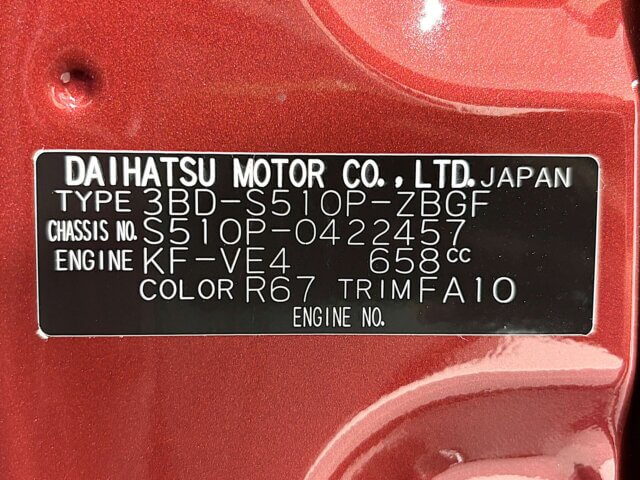 DAIHATSU MOTOR CO., LTD. JAPAN
TYPE 3BD-S510P-ZBGF
CHASSIS NO. S510P-0422457
ENGINE KF-VE4 658cc
COLOR R67 TRIM FA10
ENGINE NO.